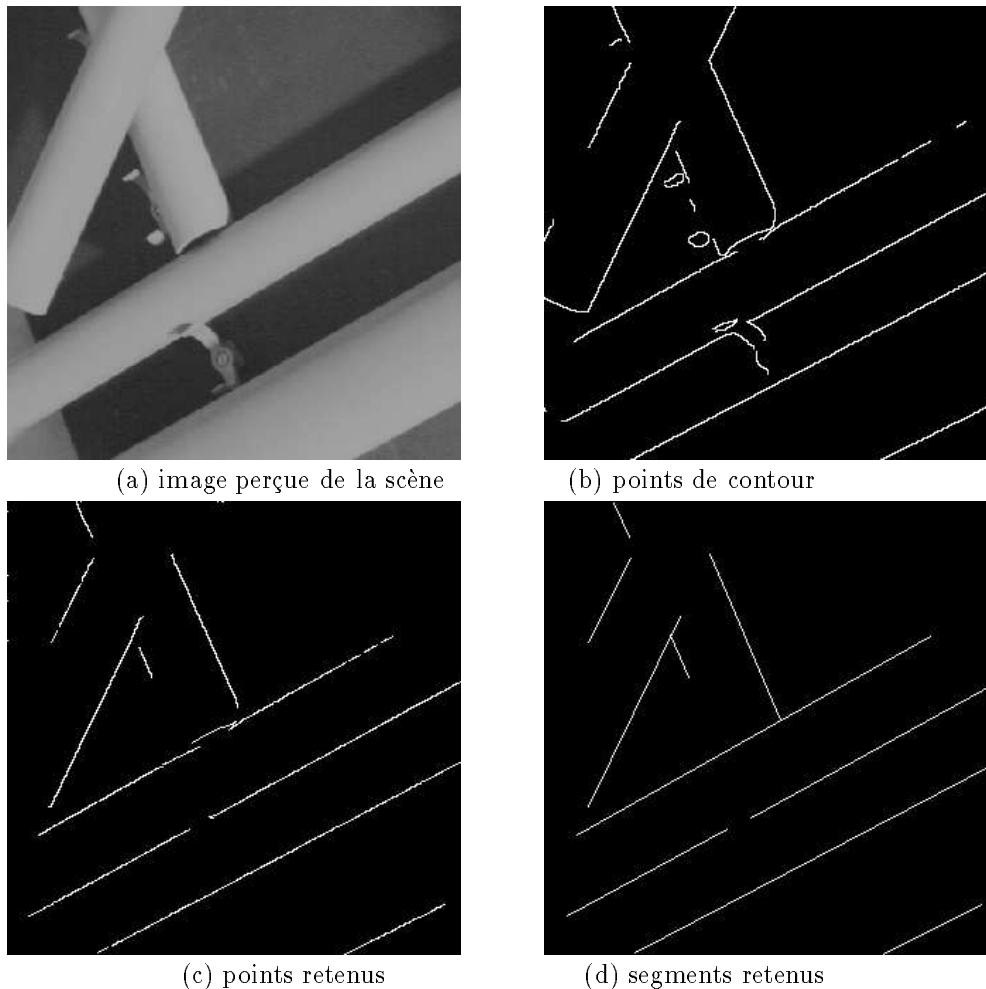 (a) image perçue de la scène
(b) points de contour
(c) points retenus
(d) segments retenus